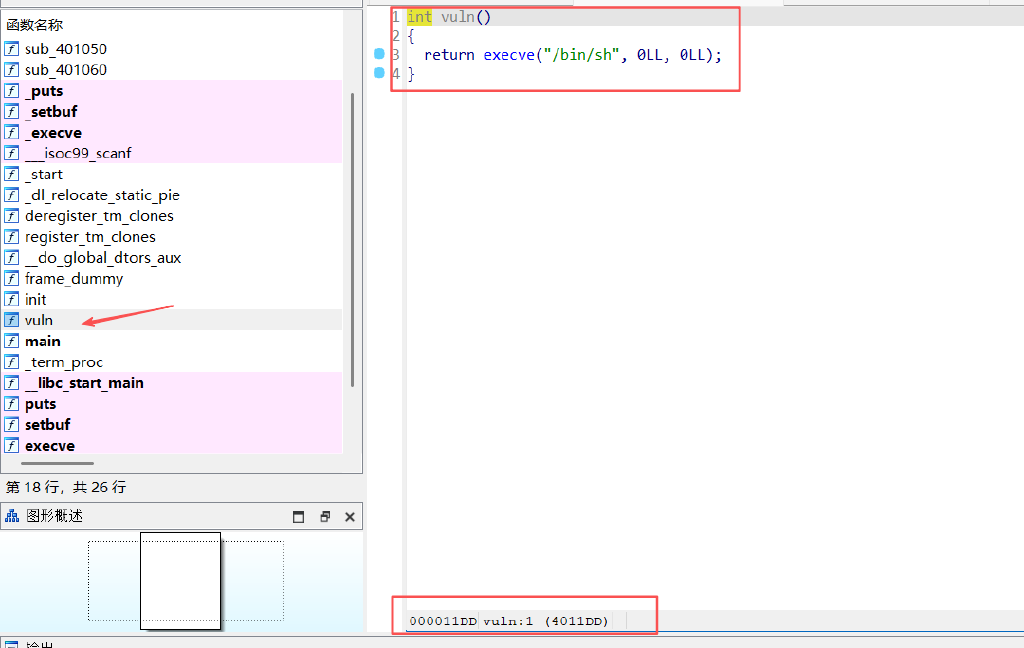 函数名称
f sub_401050
f sub_401060
f _puts
f _setbuf
f _execve
f ___isoc99_scanf
f _start
f _dl_relocate_static_pie
f deregister_tm_clones
f register_tm_clones
f __do_global_dtors_aux
f frame_dummy
f init
f vuln
f main
f _term_proc
f __libc_start_main
f puts
f setbuf
f execve
第 18 行，共 26 行
图形概述
1 int vuln()
2 {
3 return execve("/bin/sh", 0LL, 0LL);
4 }
000011DD vuln:1 (4011DD)
输出